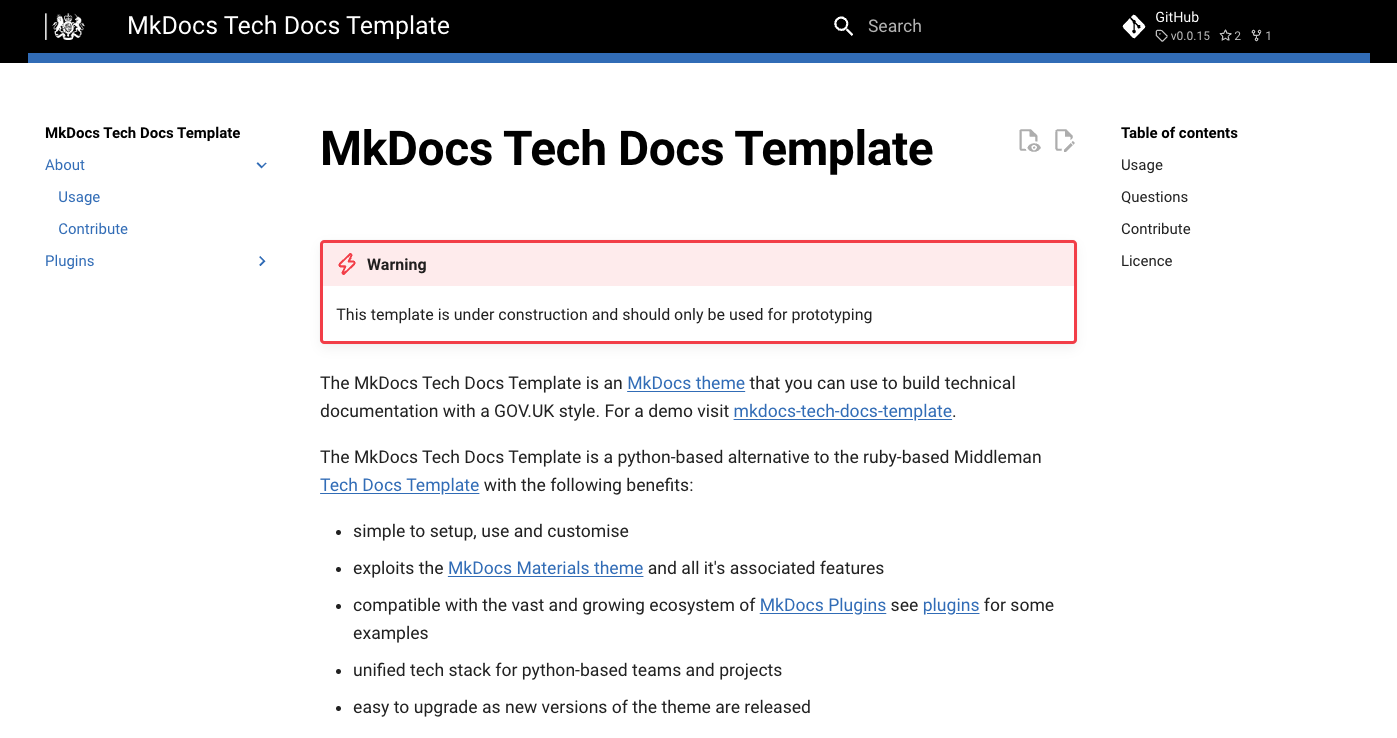 MkDocs Tech Docs Template
Search
GitHub
v0.0.15 2 1
MkDocs Tech Docs Template
About
Usage
Contribute
Plugins
MkDocs Tech Docs Template
Warning
This template is under construction and should only be used for prototyping
The MkDocs Tech Docs Template is an MkDocs theme that you can use to build technical
documentation with a GOV.UK style. For a demo visit mkdocs-tech-docs-template.
The MkDocs Tech Docs Template is a python-based alternative to the ruby-based Middleman
Tech Docs Template with the following benefits:
• simple to setup, use and customise
• exploits the MkDocs Materials theme and all it's associated features
• compatible with the vast and growing ecosystem of MkDocs Plugins see plugins for some
examples
• unified tech stack for python-based teams and projects
• easy to upgrade as new versions of the theme are released
Table of contents
Usage
Questions
Contribute
Licence